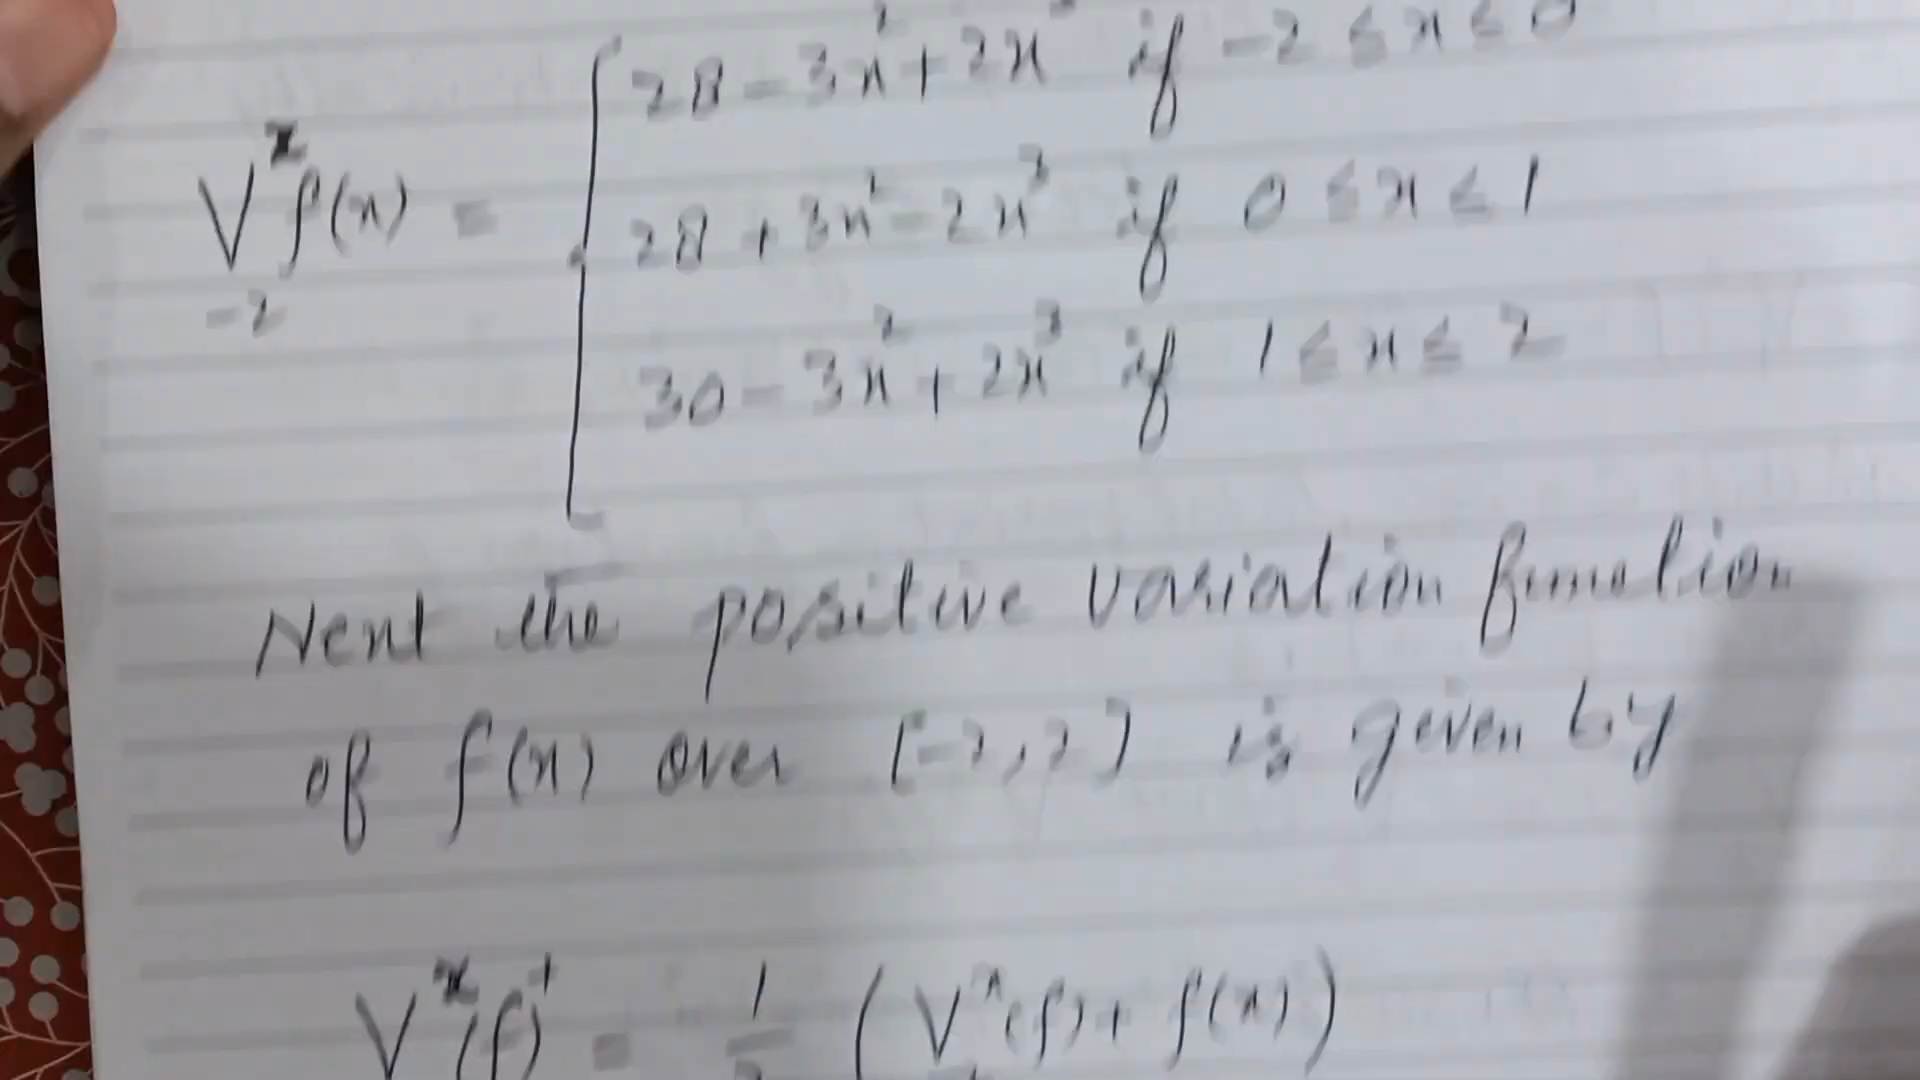 28 - 3x² + 2x³ if -2 ≤ x ≤ 0
V^x_{-2} f(x) = 28 + 3x² - 2x³ if 0 ≤ x ≤ 1
30 - 3x² + 2x³ if 1 ≤ x ≤ 2
Next the positive variation function
of f(x) over [-2,2] is given by
V^x(f)^+ = 1/2 (V^x(f) + f(x))